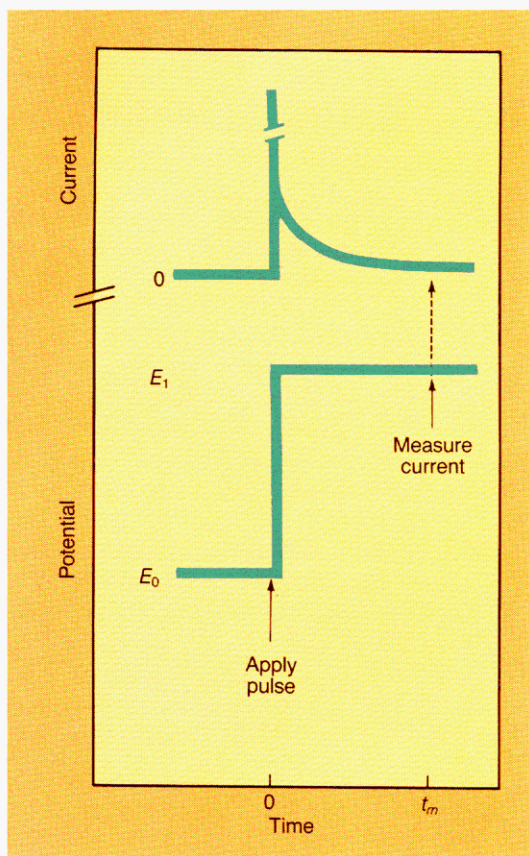 Current
0
E₁
Measure
current
Potential
E₀
Apply
pulse
0
tₘ
Time